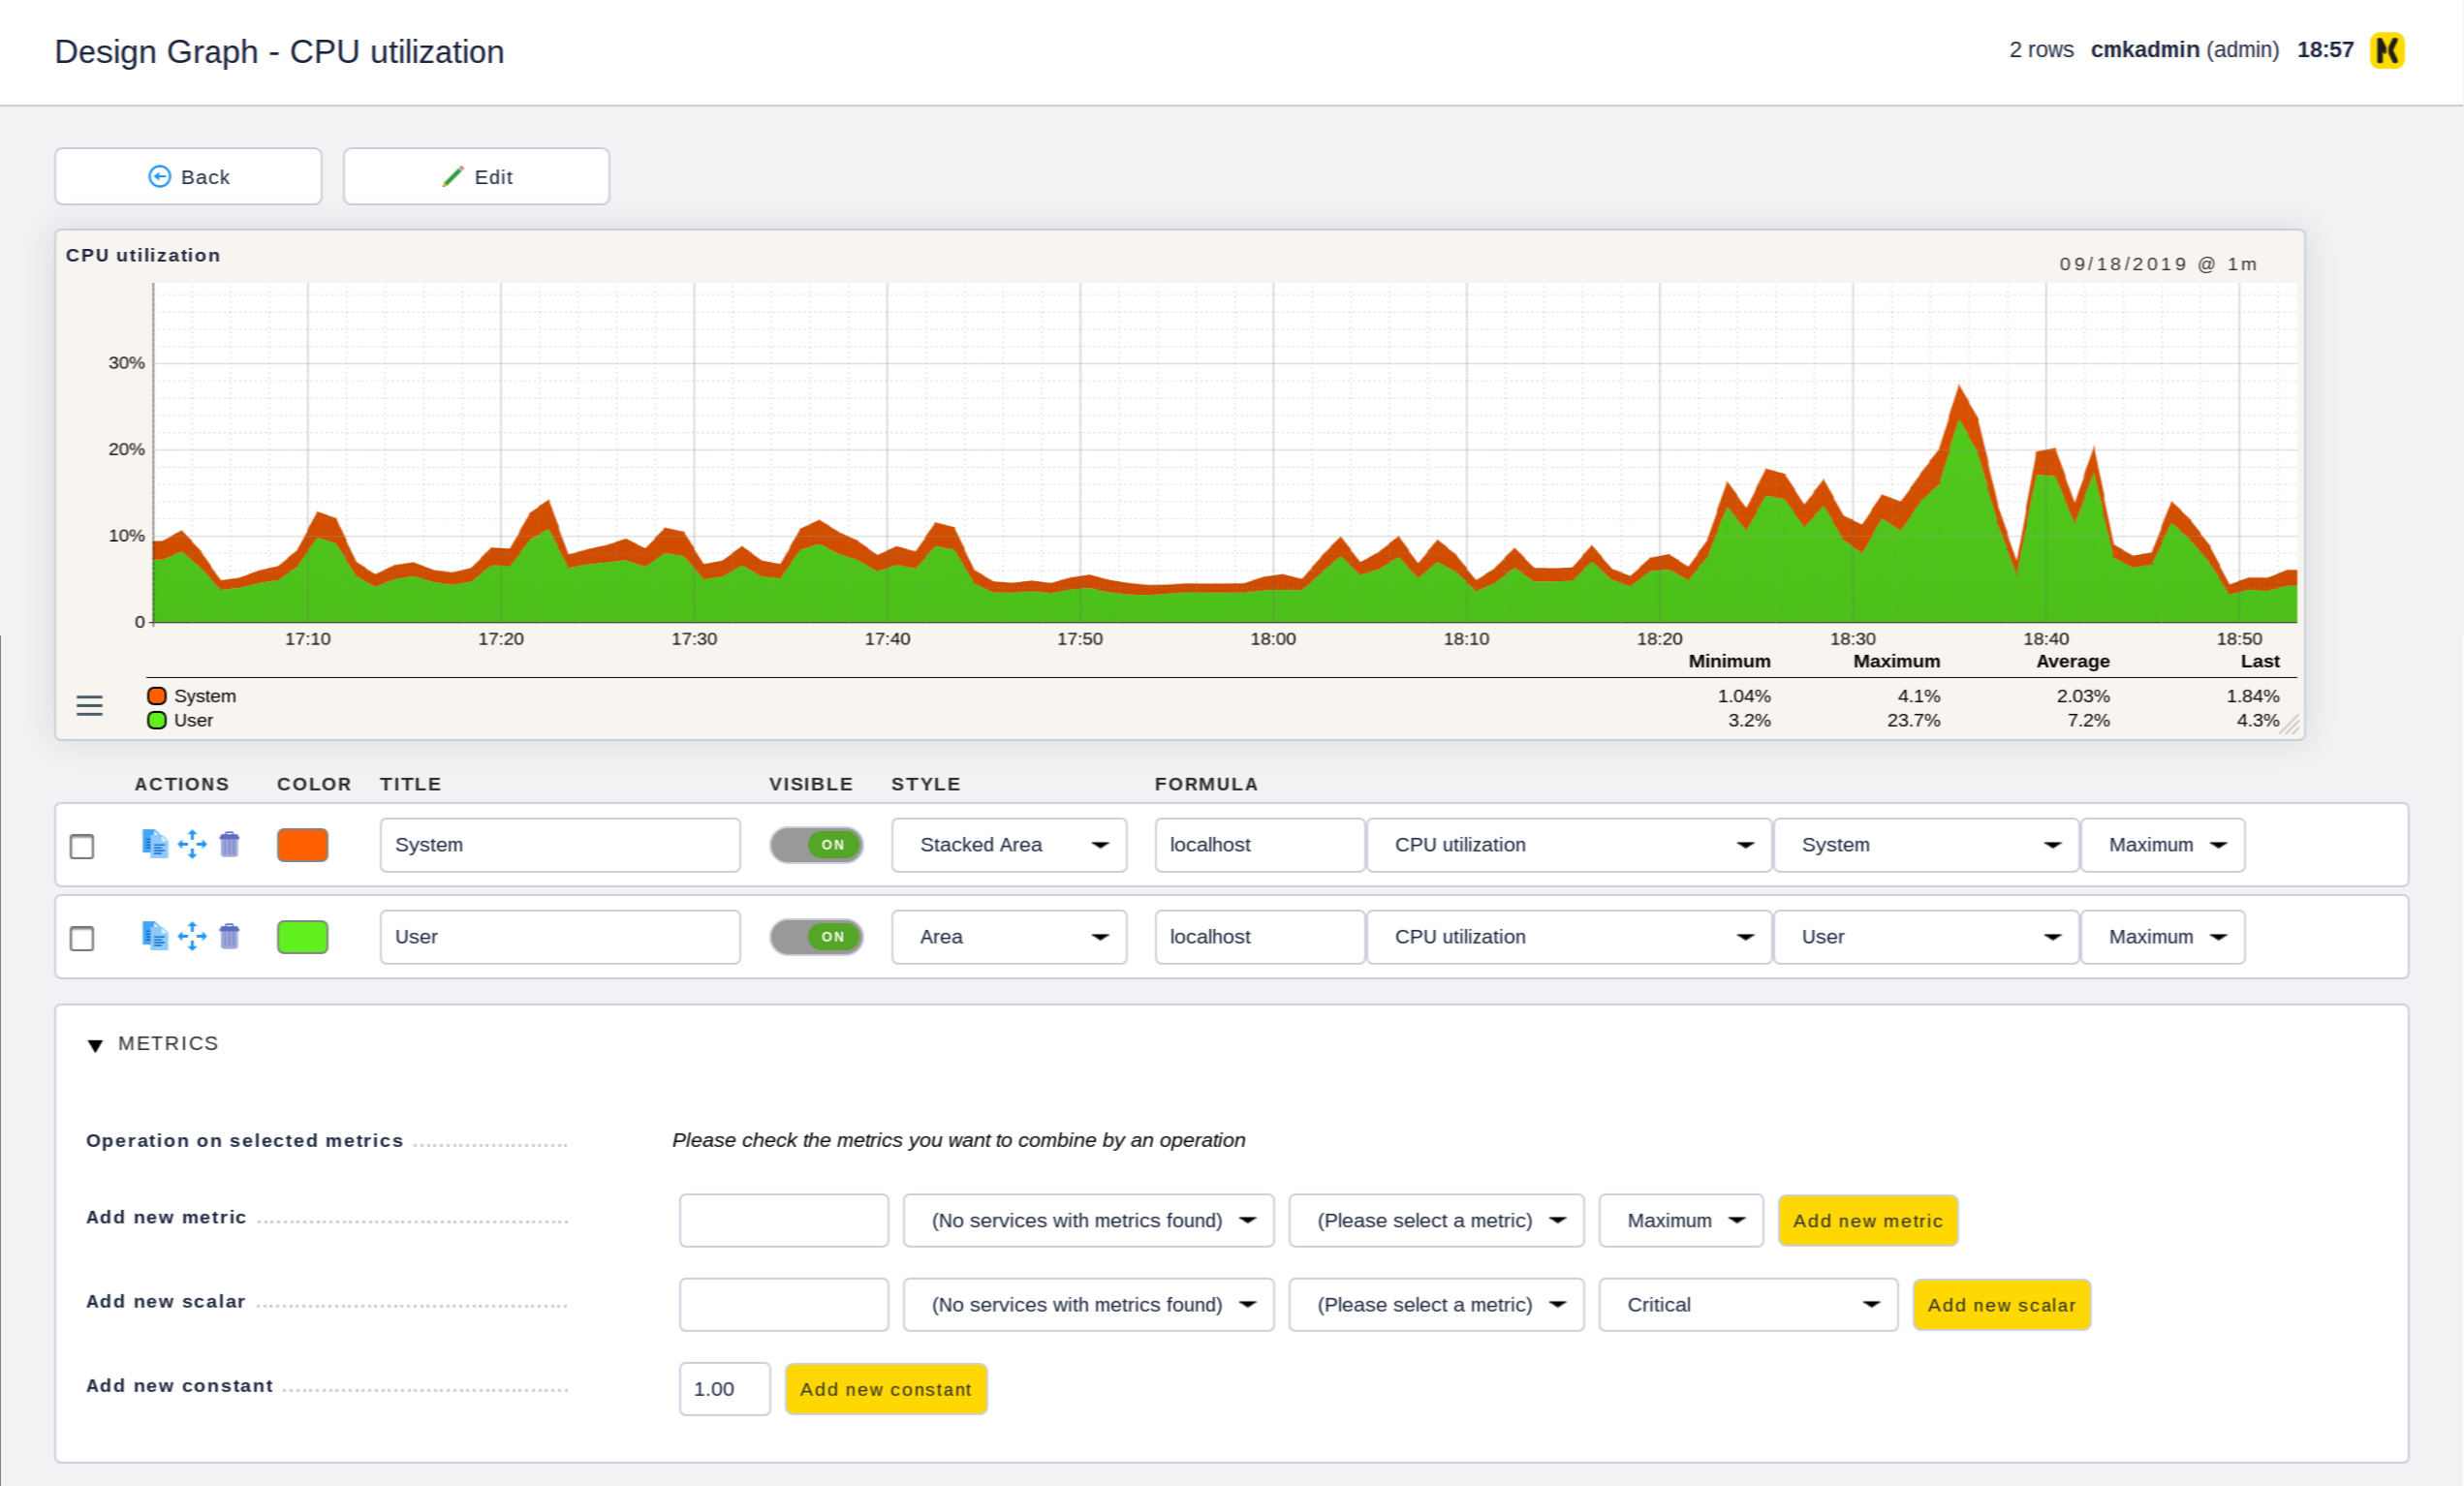 Design Graph - CPU utilization
2 rows cmkadmin (admin) 18:57
Back Edit
CPU utilization
09/18/2019 @ 1m
30%
20%
10%
0
17:10 17:20 17:30 17:40 17:50 18:00 18:10 18:20 18:30 18:40 18:50
Minimum Maximum Average Last
System 1.04% 4.1% 2.03% 1.84%
User 3.2% 23.7% 7.2% 4.3%
ACTIONS COLOR TITLE VISIBLE STYLE FORMULA
System ON Stacked Area localhost CPU utilization System Maximum
User ON Area localhost CPU utilization User Maximum
METRICS
Operation on selected metrics Please check the metrics you want to combine by an operation
Add new metric (No services with metrics found) (Please select a metric) Maximum Add new metric
Add new scalar (No services with metrics found) (Please select a metric) Critical Add new scalar
Add new constant 1.00 Add new constant